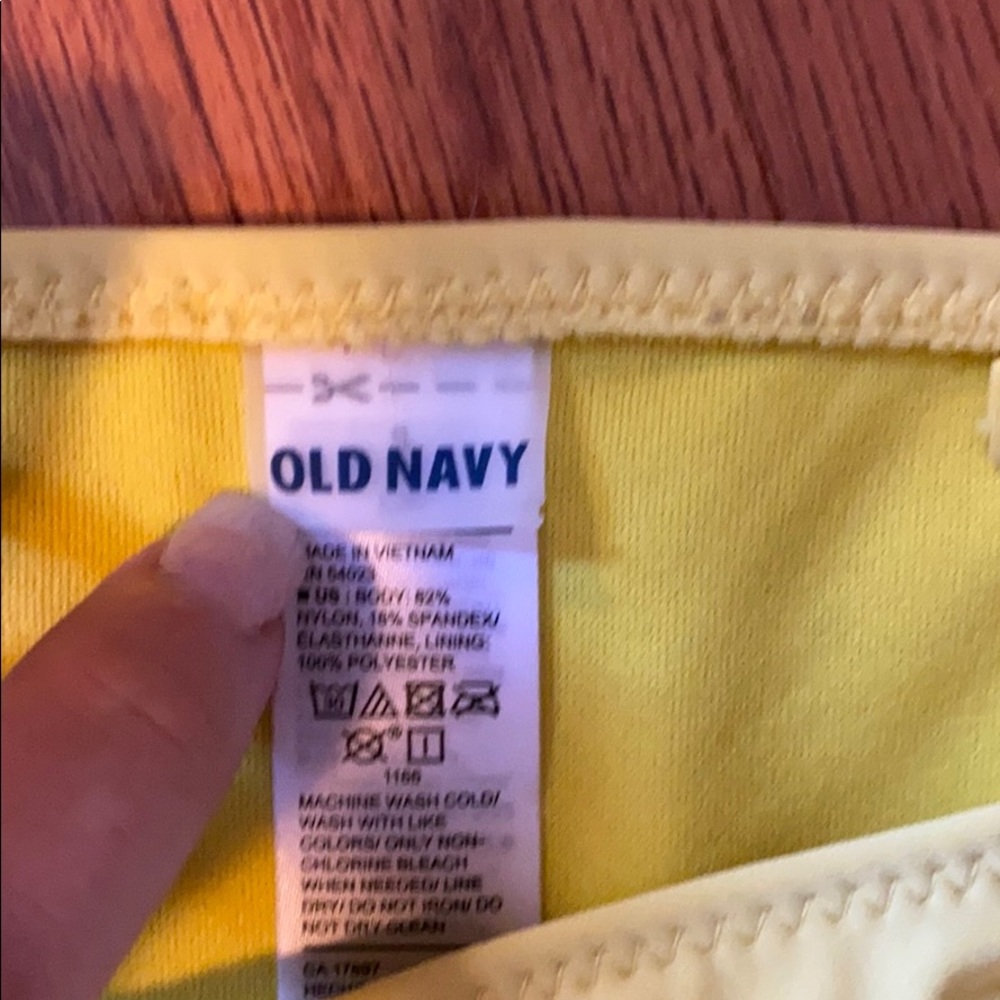 OLD NAVY
MADE IN VIETNAM
RN 54023
US : BODY: 82%
NYLON, 18% SPANDEX/
ELASTHANNE, LINING:
100% POLYESTER
1166
MACHINE WASH COLD/
WASH WITH LIKE
COLORS/ ONLY NON-
CHLORINE BLEACH
WHEN NEEDED/ LINE
DRY/ DO NOT IRON/ DO
NOT DRY CLEAN